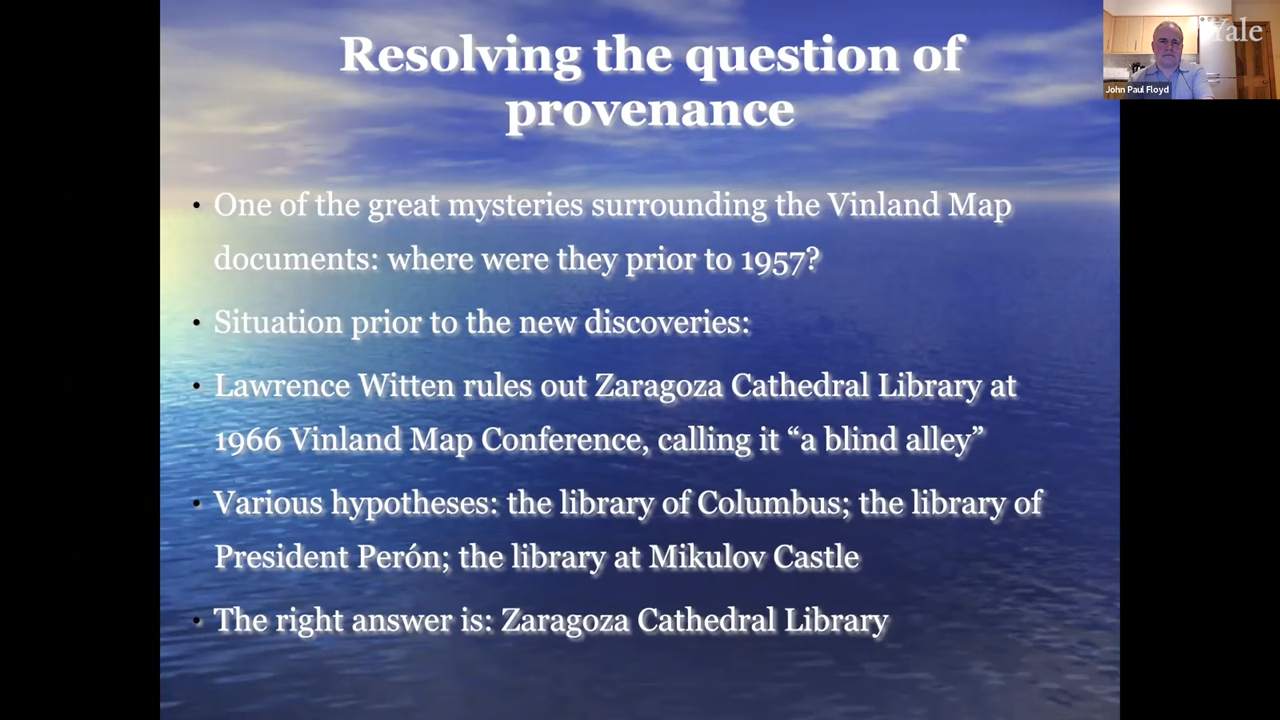 Resolving the question of
provenance
• One of the great mysteries surrounding the Vinland Map
documents: where were they prior to 1957?
• Situation prior to the new discoveries:
• Lawrence Witten rules out Zaragoza Cathedral Library at
1966 Vinland Map Conference, calling it “a blind alley”
• Various hypotheses: the library of Columbus; the library of
President Perón; the library at Mikulov Castle
• The right answer is: Zaragoza Cathedral Library
Yale
John Paul Floyd